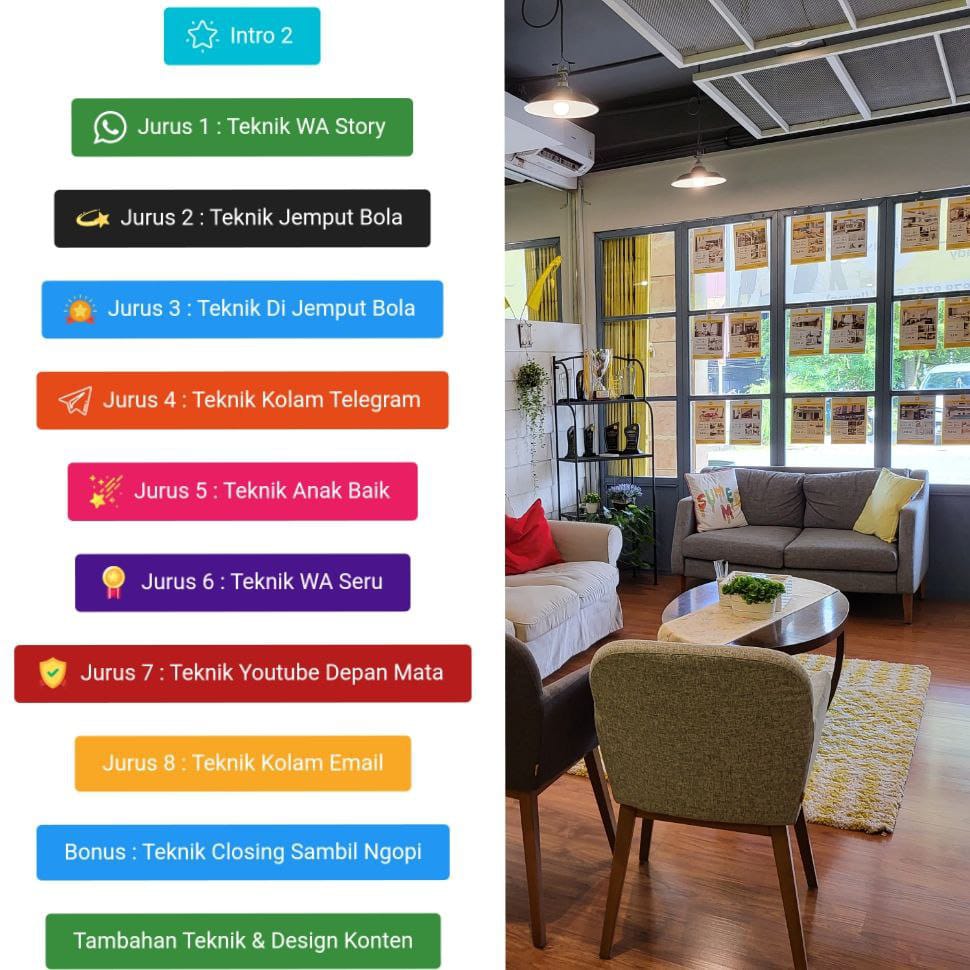 Intro 2
Jurus 1 : Teknik WA Story
Jurus 2 : Teknik Jemput Bola
Jurus 3 : Teknik Di Jemput Bola
Jurus 4 : Teknik Kolam Telegram
Jurus 5 : Teknik Anak Baik
Jurus 6 : Teknik WA Seru
Jurus 7 : Teknik Youtube Depan Mata
Jurus 8 : Teknik Kolam Email
Bonus : Teknik Closing Sambil Ngopi
Tambahan Teknik & Design Konten